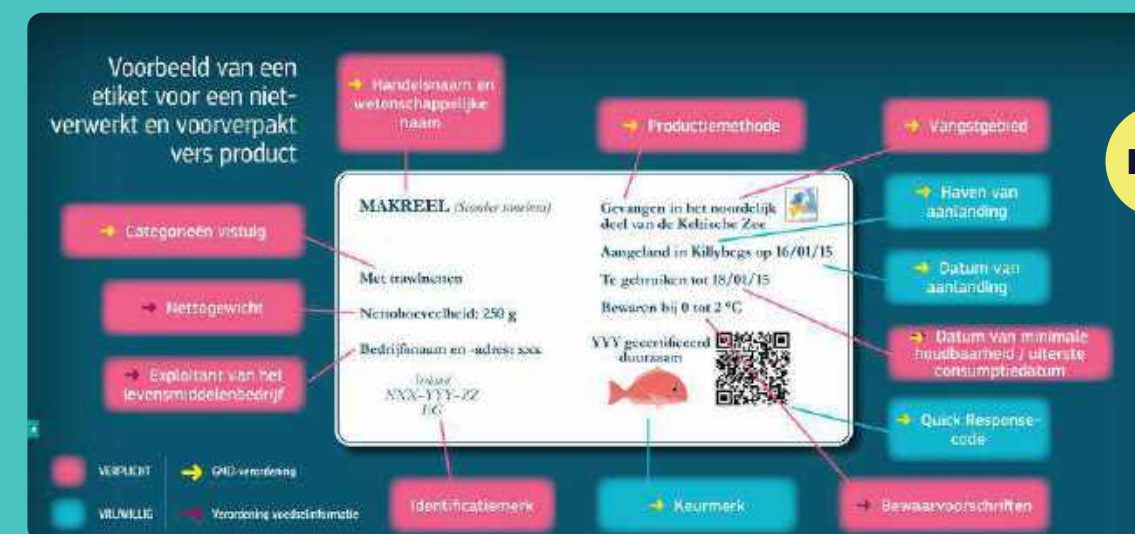 Voorbeeld van een
etiket voor een niet-
verwerkt en voorverpakt
vers product
→ Handelsnaam en
wetenschappelijke
naam
→ Productiemethode
→ Vangstgebied
→ Haven van
aanlanding
→ Categorieën vistuig
MAKREEL
Gevangen in het noordelijk
deel van de Keltische Zee
Aangeland in Killybegs op 16/01/15
→ Datum van
aanlanding
Met trawlnetten
Te gebruiken tot 18/01/15
→ Nettogewicht
Nettohoeveelheid: 250 g
Bewaren bij 0 tot 2 °C
→ Datum van minimale
houdbaarheid / uiterste
consumptiedatum
→ Exploitant van het
levensmiddelenbedrijf
Bedrijfsnaam en -adres: xxx
YYY gecertificeerd
duurzaam
NXX-YYY-ZZ
EG
→ Quick Response-
code
VERPLICHT
→ GMO-verordening
VRIJWILLIG
→ Verordening voedselinformatie
Identificatiemerk
→ Keurmerk
→ Bewaarvoorschriften